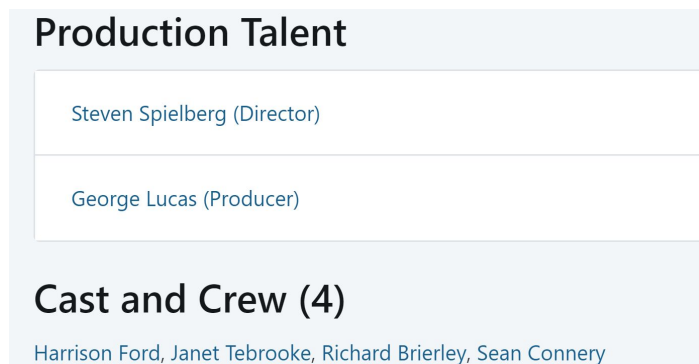 Production Talent
Steven Spielberg (Director)
George Lucas (Producer)
Cast and Crew (4)
Harrison Ford, Janet Tebrooke, Richard Brierley, Sean Connery